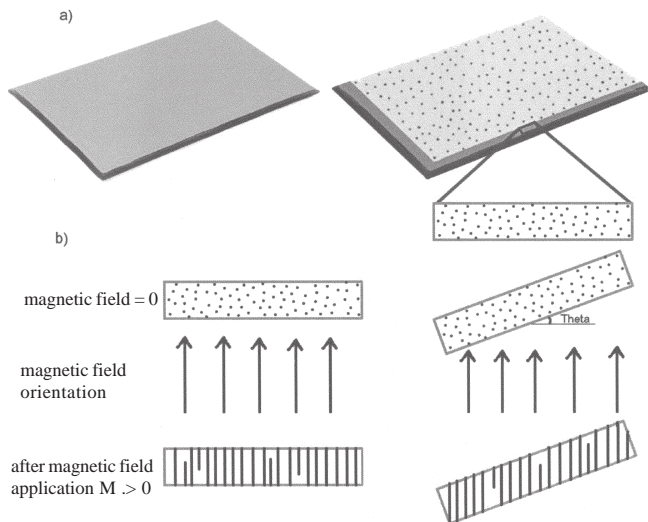 a)
b)
magnetic field = 0
Theta
magnetic field
orientation
after magnetic field
application M .> 0